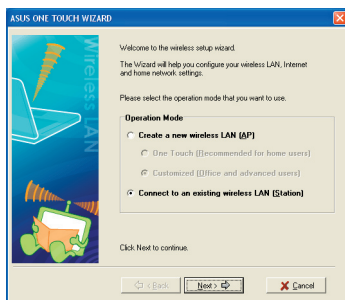 ASUS ONE TOUCH WIZARD
Wireless LAN
Welcome to the wireless setup wizard.
The Wizard will help you configure your wireless LAN, Internet
and home network settings.
Please select the operation mode that you want to use.
Operation Mode
Create a new wireless LAN (AP)
One Touch (Recommended for home users)
Customized (Office and advanced users)
Connect to an existing wireless LAN (Station)
Click Next to continue.
< Back
Next >
Cancel